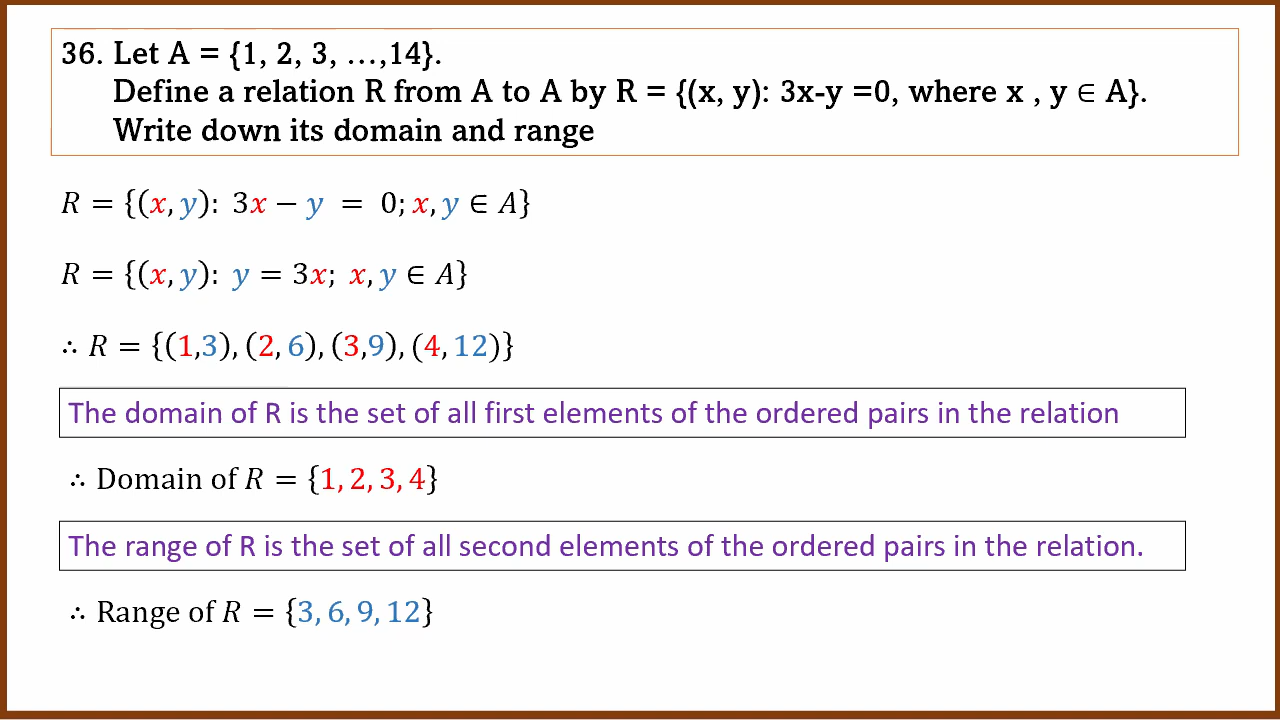 36. Let A = {1, 2, 3, ...,14}.
Define a relation R from A to A by R = {(x, y): 3x-y =0, where x , y ∈ A}.
Write down its domain and range
R = {(x, y): 3x − y = 0; x, y ∈ A}
R = {(x, y): y = 3x; x, y ∈ A}
∴ R = {(1,3), (2, 6), (3,9), (4, 12)}
The domain of R is the set of all first elements of the ordered pairs in the relation
∴ Domain of R = {1, 2, 3, 4}
The range of R is the set of all second elements of the ordered pairs in the relation.
∴ Range of R = {3, 6, 9, 12}